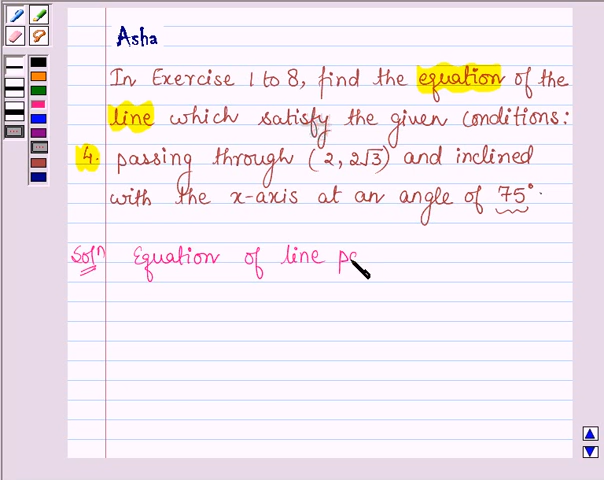 Asha
In Exercise 1 to 8, find the equation of the
line which satisfy the given conditions:
4. passing through (2, 2√3) and inclined
with the x-axis at an angle of 75°.
Solⁿ Equation of line pa